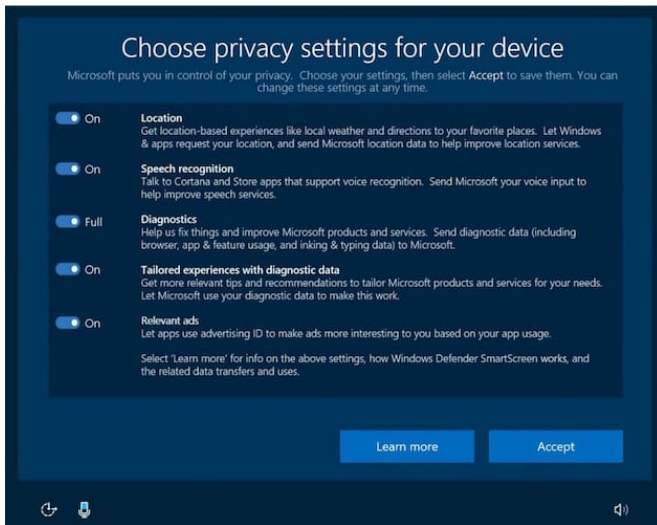 Choose privacy settings for your device
Microsoft puts you in control of your privacy. Choose your settings, then select Accept to save them. You can
change these settings at any time.
On
Location
Get location-based experiences like local weather and directions to your favorite places. Let Windows
& apps request your location, and send Microsoft location data to help improve location services.
On
Speech recognition
Talk to Cortana and Store apps that support voice recognition. Send Microsoft your voice input to
help improve speech services.
Full
Diagnostics
Help us fix things and improve Microsoft products and services. Send diagnostic data (including
browser, app & feature usage, and inking & typing data) to Microsoft.
On
Tailored experiences with diagnostic data
Get more relevant tips and recommendations to tailor Microsoft products and services for your needs.
Let Microsoft use your diagnostic data to make this work.
On
Relevant ads
Let apps use advertising ID to make ads more interesting to you based on your app usage.
Select 'Learn more' for info on the above settings, how Windows Defender SmartScreen works, and
the related data transfers and uses.
Learn more
Accept